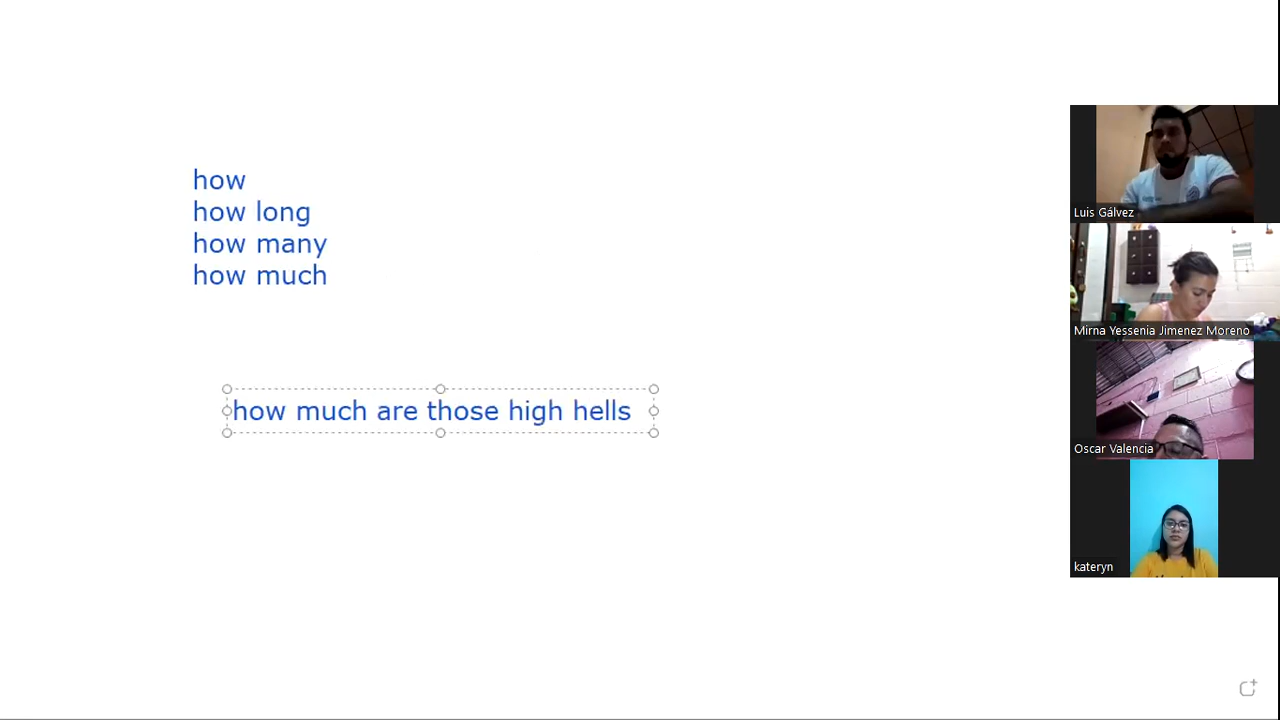 how
how long
how many
how much
how much are those high hells
Luis Gálvez
Mirna Yessenia Jimenez Moreno
Oscar Valencia
kateryn